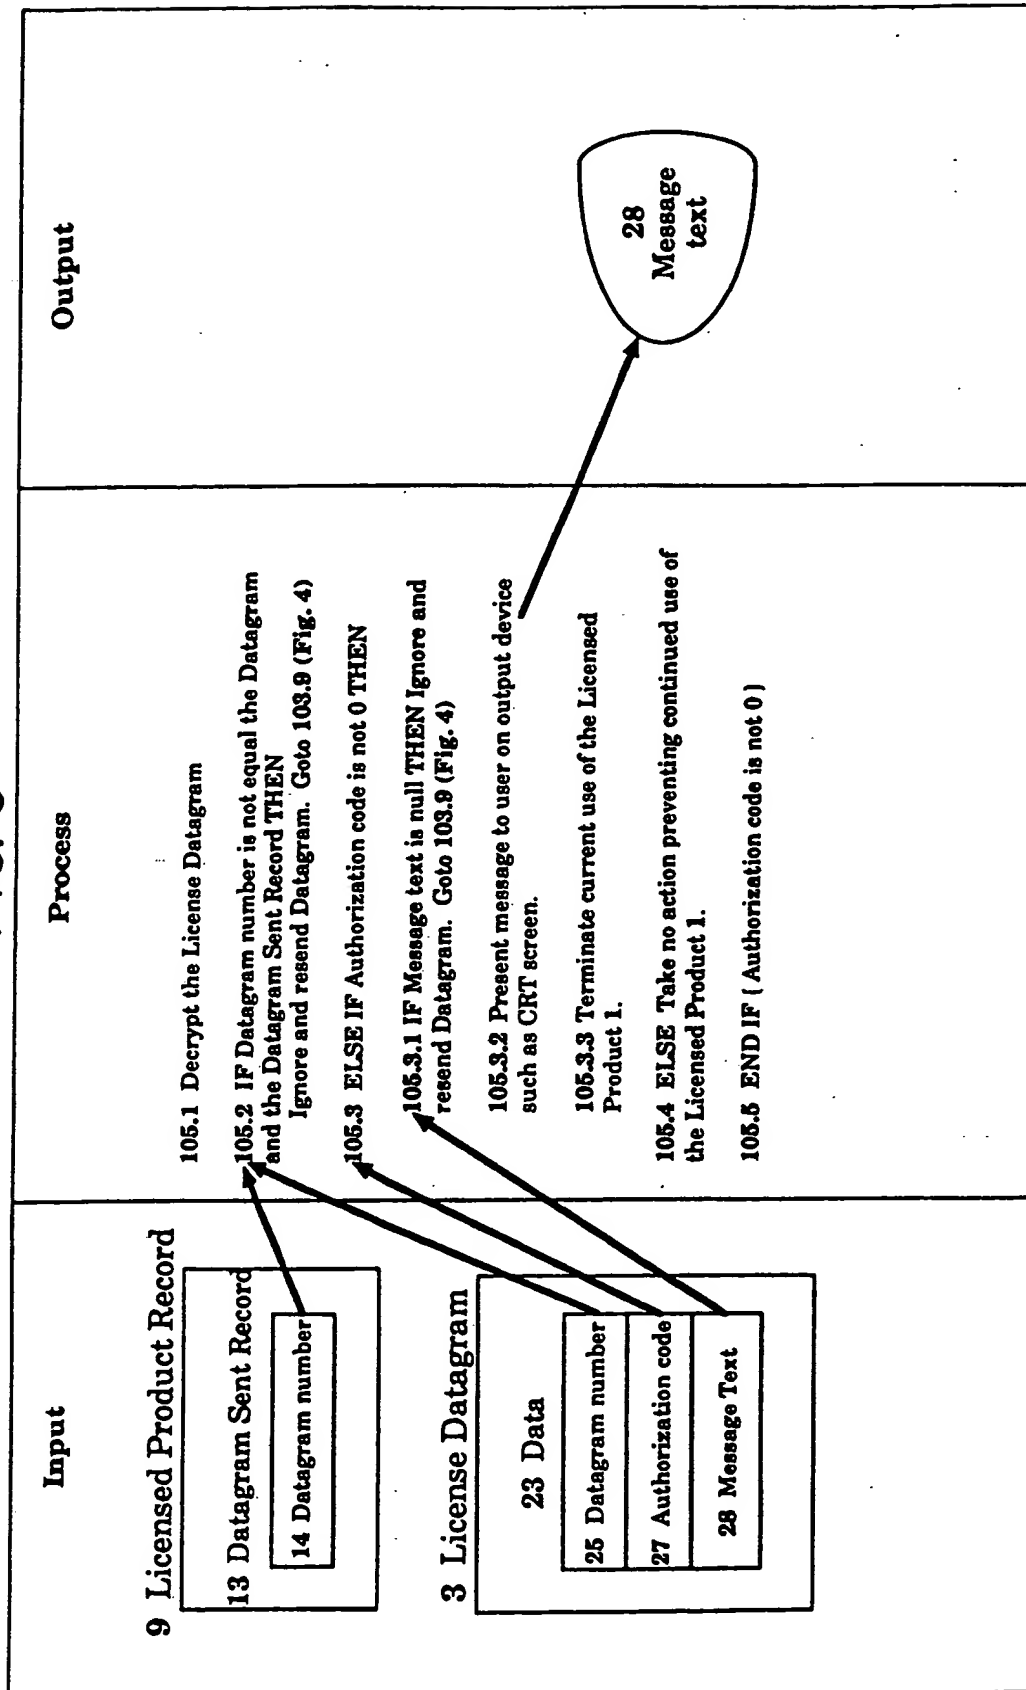 Input
Process
Output
9 Licensed Product Record
13 Datagram Sent Record
14 Datagram number
3 License Datagram
23 Data
25 Datagram number
27 Authorization code
28 Message Text
105.1 Decrypt the License Datagram
105.2 IF Datagram number is not equal the Datagram
and the Datagram Sent Record THEN
Ignore and resend Datagram. Goto 103.9 (Fig. 4)
105.3 ELSE IF Authorization code is not 0 THEN
105.3.1 IF Message text is null THEN Ignore and
resend Datagram. Goto 103.9 (Fig. 4)
105.3.2 Present message to user on output device
such as CRT screen.
105.3.3 Terminate current use of the Licensed
Product 1.
105.4 ELSE Take no action preventing continued use of
the Licensed Product 1.
105.5 END IF ( Authorization code is not 0 )
28
Message
text